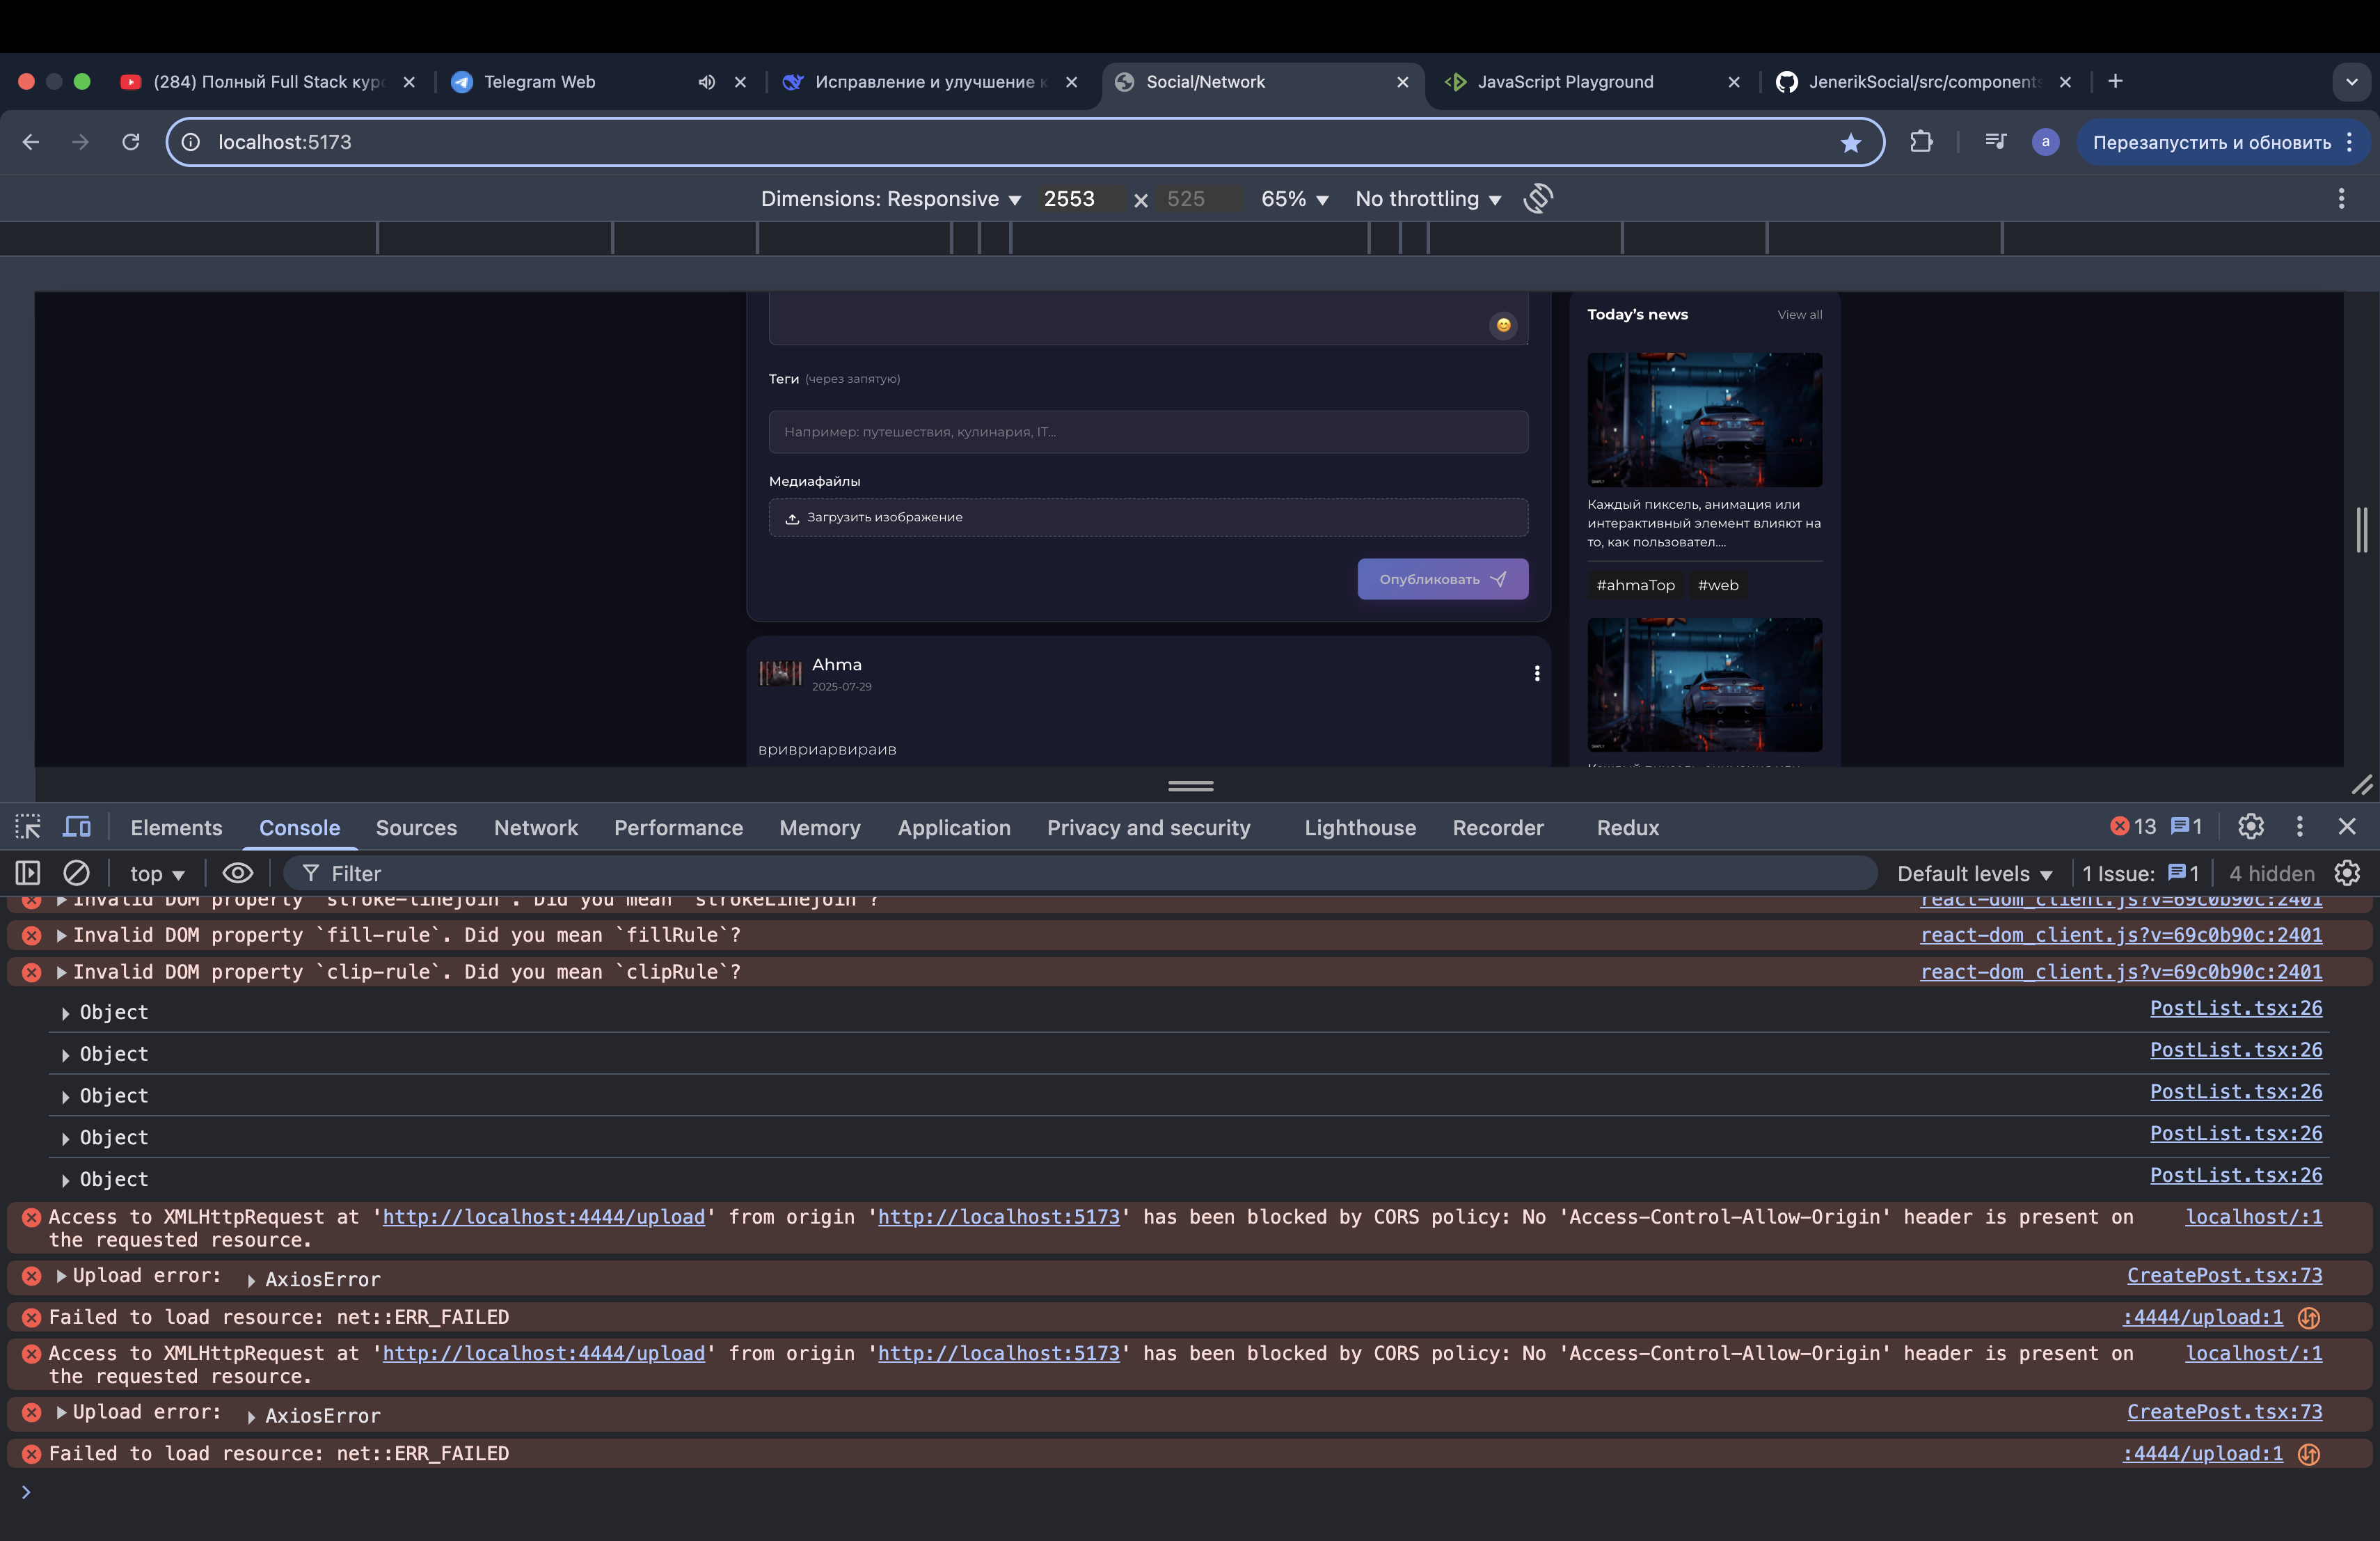 (284) Полный Full Stack курс
Telegram Web
Исправление и улучшение к
Social/Network
JavaScript Playground
JenerikSocial/src/components
localhost:5173
a
Перезапустить и обновить
Dimensions: Responsive
2553
525
65%
No throttling
Today’s news
View all
Теги (через запятую)
Например: путешествия, кулинария, IT...
Медиафайлы
Загрузить изображение
Опубликовать
Каждый пиксель, анимация или
интерактивный элемент влияют на
то, как пользовател....
#ahmaTop
#web
Ahma
2025-07-29
вривриарвираив
Elements
Console
Sources
Network
Performance
Memory
Application
Privacy and security
Lighthouse
Recorder
Redux
13
1
top
Filter
Default levels
1 Issue:
1
4 hidden
Invalid DOM property `stroke-linejoin`. Did you mean `strokeLinejoin`?
react-dom_client.js?v=69c0b90c:2401
Invalid DOM property `fill-rule`. Did you mean `fillRule`?
react-dom_client.js?v=69c0b90c:2401
Invalid DOM property `clip-rule`. Did you mean `clipRule`?
react-dom_client.js?v=69c0b90c:2401
Object
PostList.tsx:26
Object
PostList.tsx:26
Object
PostList.tsx:26
Object
PostList.tsx:26
Object
PostList.tsx:26
Access to XMLHttpRequest at 'http://localhost:4444/upload' from origin 'http://localhost:5173' has been blocked by CORS policy: No 'Access-Control-Allow-Origin' header is present on
localhost/:1
the requested resource.
Upload error:
AxiosError
CreatePost.tsx:73
Failed to load resource: net::ERR_FAILED
:4444/upload:1
Access to XMLHttpRequest at 'http://localhost:4444/upload' from origin 'http://localhost:5173' has been blocked by CORS policy: No 'Access-Control-Allow-Origin' header is present on
localhost/:1
the requested resource.
Upload error:
AxiosError
CreatePost.tsx:73
Failed to load resource: net::ERR_FAILED
:4444/upload:1